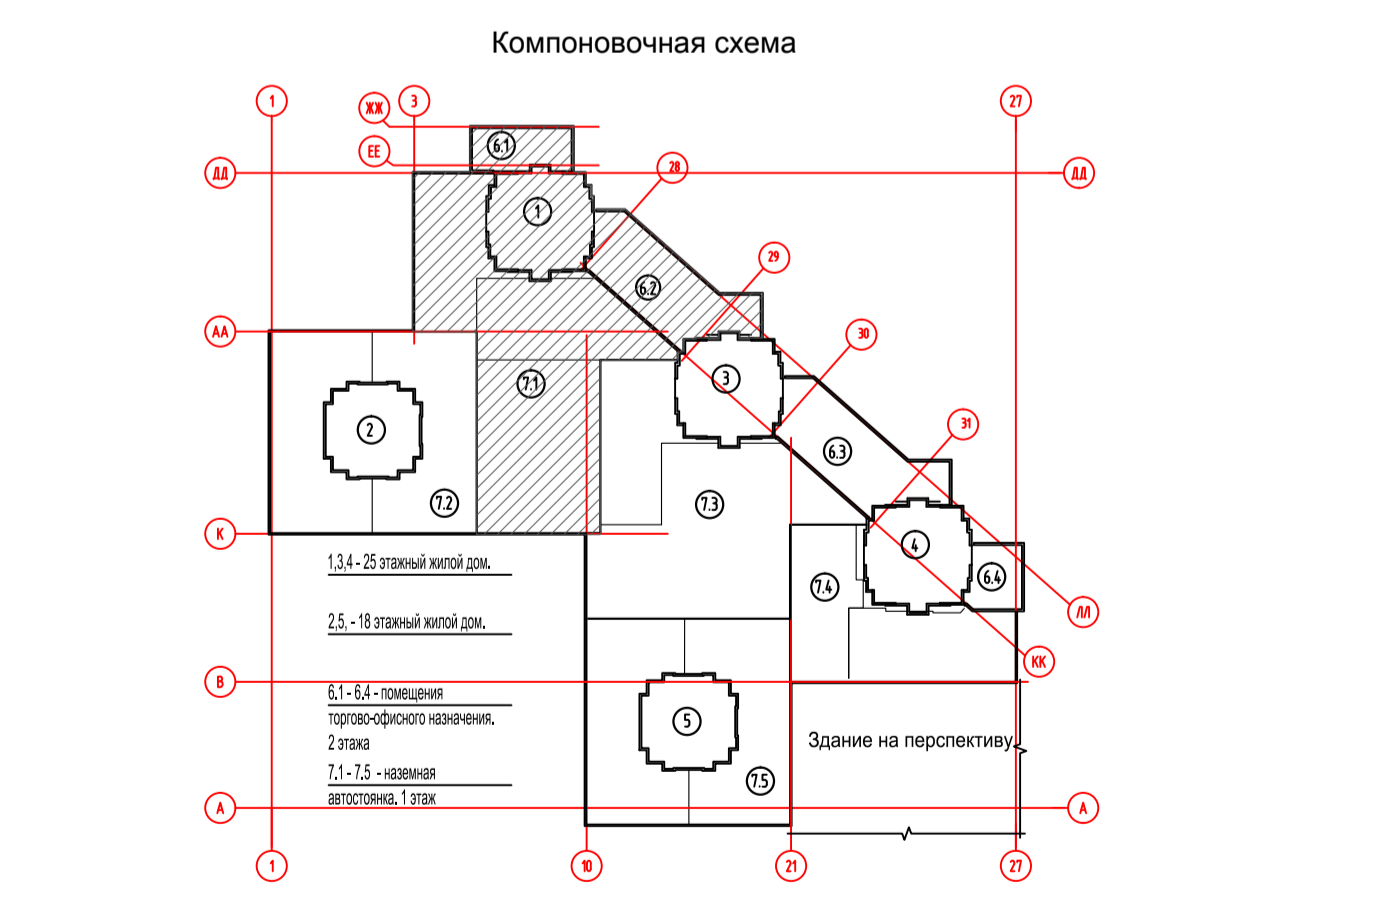 Компоновочная схема
1
3
27
ЖЖ
ЕЕ
6.1
ДД
28
ДД
1
29
6.2
АА
30
3
7.1
2
31
6.3
7.2
7.3
К
4
1,3,4 - 25 этажный жилой дом.
6.4
7.4
ЛЛ
2,5, - 18 этажный жилой дом.
КК
В
6.1 - 6.4 - помещения
торгово-офисного назначения.
5
2 этажа
Здание на перспективу
7.1 - 7.5 - наземная
7.5
автостоянка. 1 этаж
А
А
1
10
21
27